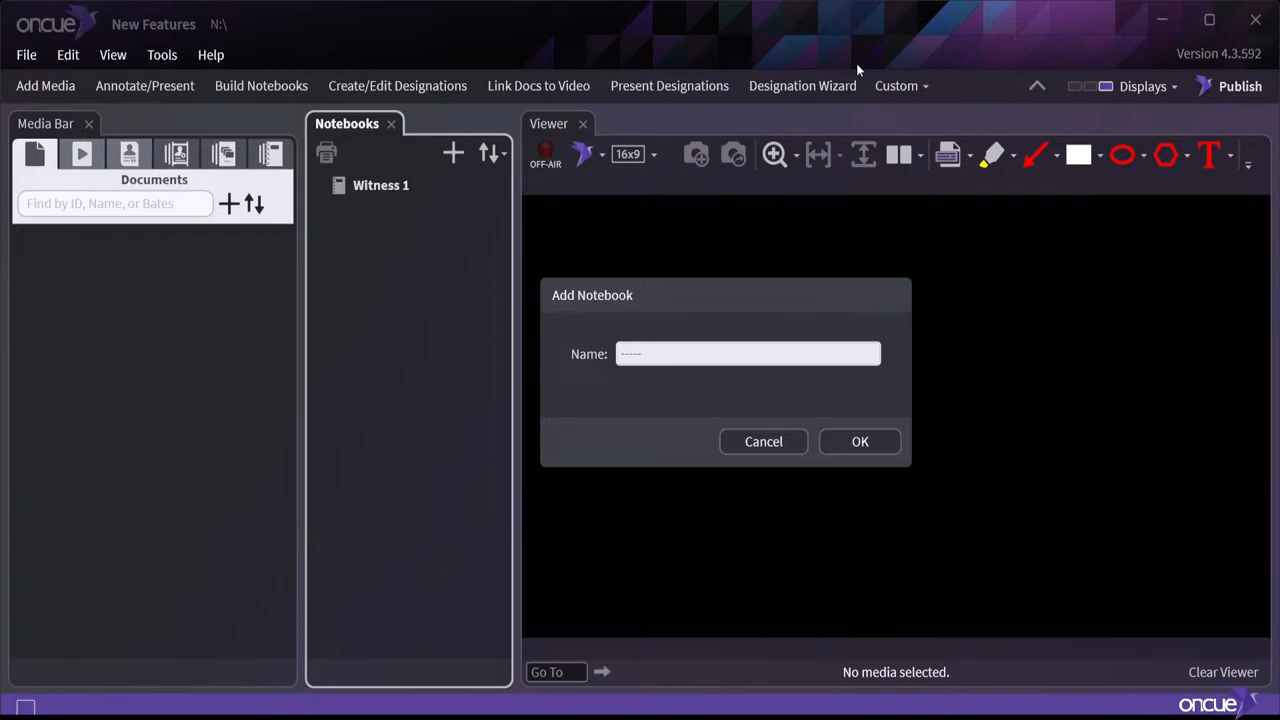 oncue New Features N:\
File Edit View Tools Help Version 4.3.592
Add Media Annotate/Present Build Notebooks Create/Edit Designations Link Docs to Video Present Designations Designation Wizard Custom Displays Publish
Media Bar Notebooks Viewer
OFF-AIR 16x9 T
Documents
Find by ID, Name, or Bates
Witness 1
Add Notebook
Name: -----
Cancel OK
Go To No media selected. Clear Viewer
oncue